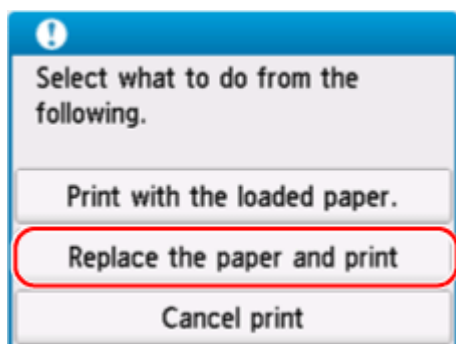 Select what to do from the
following.
Print with the loaded paper.
Replace the paper and print
Cancel print